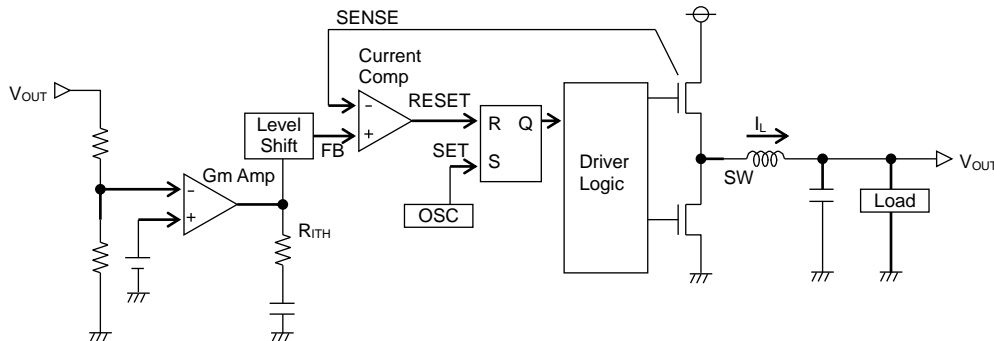 SENSE
Current
Comp
VOUT
-
+
RESET
Level
Shift
FB
R Q
S
SET
Gm Amp
-
+
OSC
RITH
Driver
Logic
IL
SW
VOUT
Load